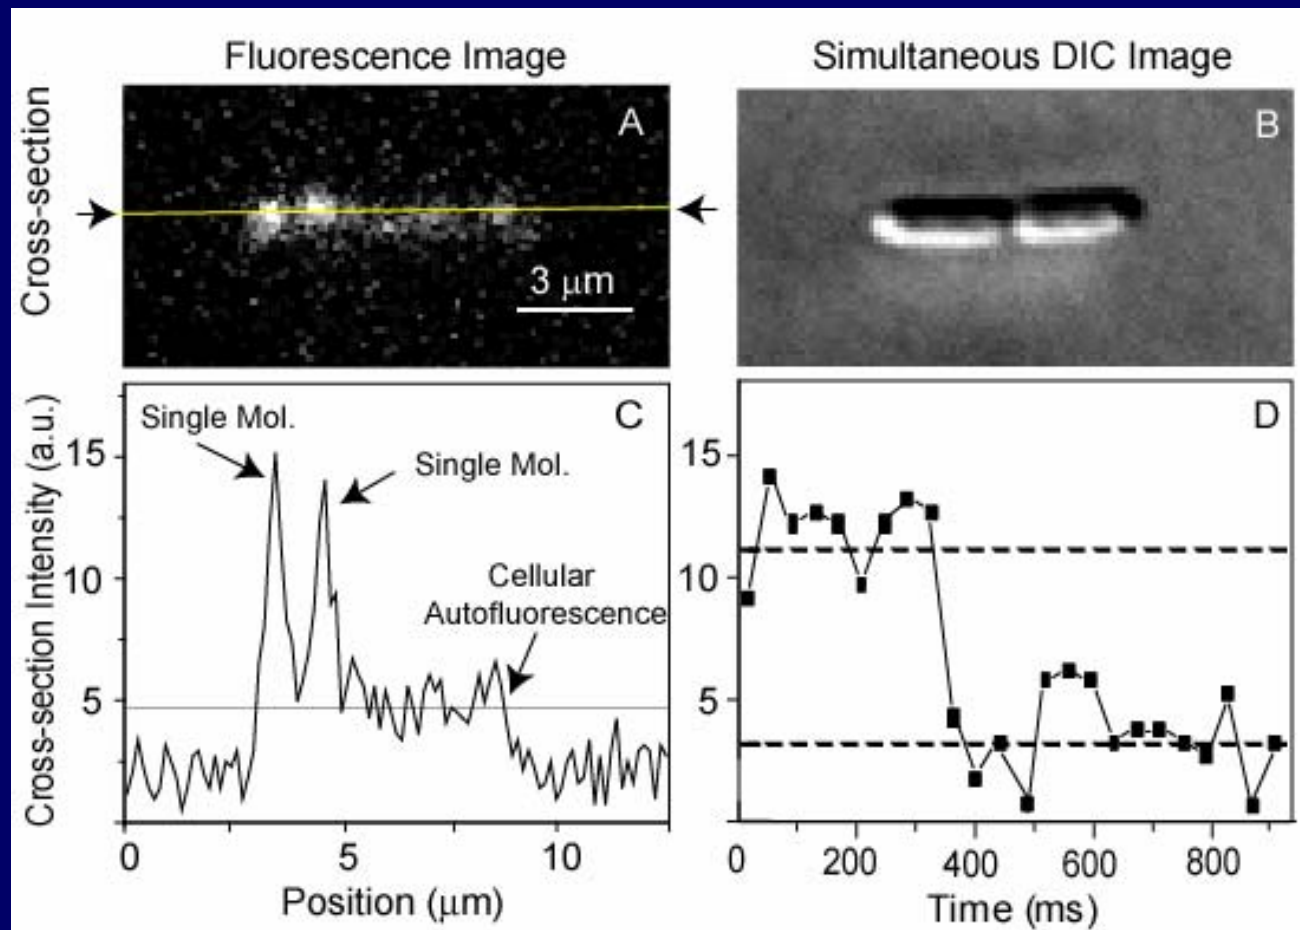 Fluorescence Image
Simultaneous DIC Image
Cross-section
A
B
3 μm
Cross-section Intensity (a.u.)
C
D
Single Mol.
Single Mol.
Cellular
Autofluorescence
15
10
5
0
5
10
Position (μm)
15
10
5
0
200
400
600
800
Time (ms)